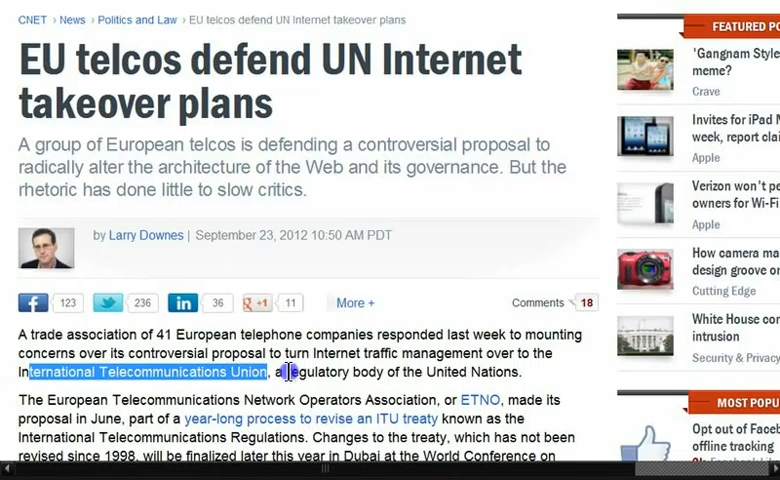 CNET › News › Politics and Law › EU telcos defend UN Internet takeover plans
EU telcos defend UN Internet
takeover plans
A group of European telcos is defending a controversial proposal to
radically alter the architecture of the Web and its governance. But the
rhetoric has done little to slow critics.
by Larry Downes | September 23, 2012 10:50 AM PDT
123
236
in 36
g +1 11
More +
Comments 18
A trade association of 41 European telephone companies responded last week to mounting
concerns over its controversial proposal to turn Internet traffic management over to the
International Telecommunications Union, a regulatory body of the United Nations.
The European Telecommunications Network Operators Association, or ETNO, made its
proposal in June, part of a year-long process to revise an ITU treaty known as the
International Telecommunications Regulations. Changes to the treaty, which has not been
revised since 1998, will be finalized later this year in Dubai at the World Conference on
FEATURED PO
'Gangnam Style
meme?
Crave
Invites for iPad M
week, report clai
Apple
Verizon won't pe
owners for Wi-Fi
Apple
How camera ma
design groove o
Cutting Edge
White House co
intrusion
Security & Privacy
MOST POPU
Opt out of Faceb
offline tracking